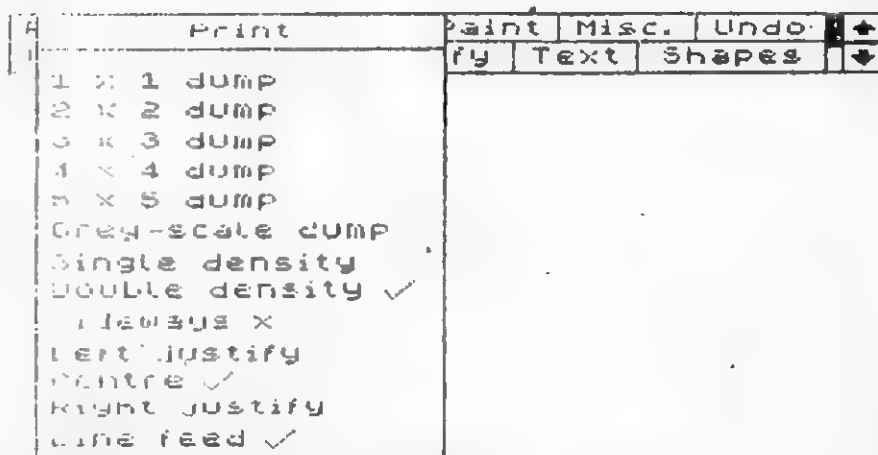 Print
Paint Misc. Undo
fy Text Shapes
1 x 1 dump
2 x 2 dump
3 x 3 dump
4 x 4 dump
5 x 5 dump
Grey-scale dump
Single density
Double density ✓
Sideways x
Left justify
Centre ✓
Right justify
Line feed ✓